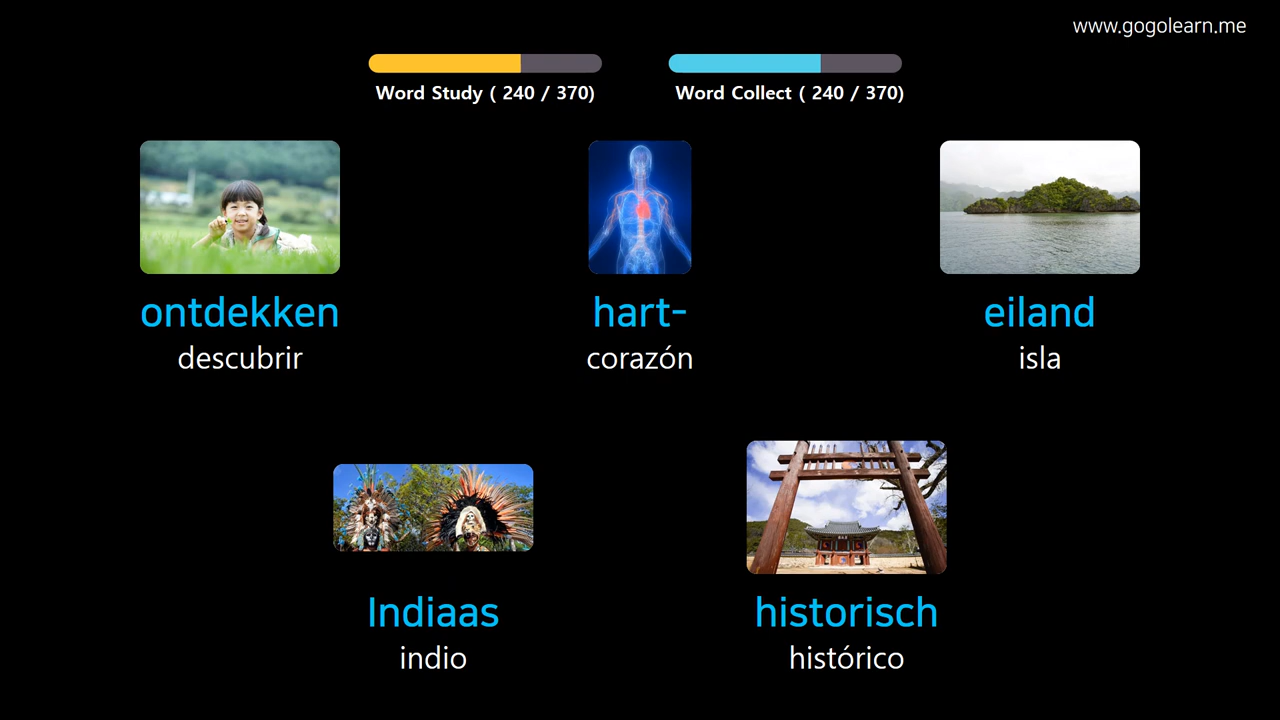 www.gogolearn.me
Word Study ( 240 / 370)
Word Collect ( 240 / 370)
ontdekken
descubrir
hart-
corazón
eiland
isla
Indiaas
indio
historisch
histórico